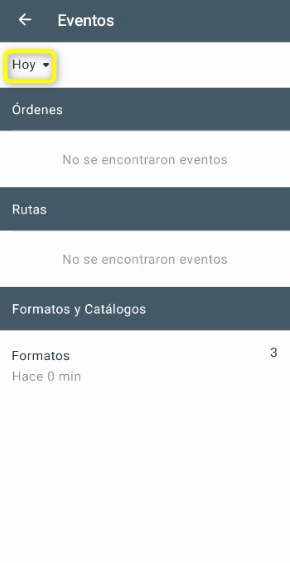 Eventos
Hoy
Órdenes
No se encontraron eventos
Rutas
No se encontraron eventos
Formatos y Catálogos
Formatos 3
Hace 0 min